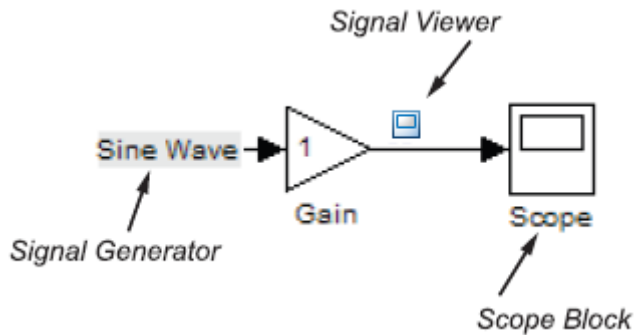 Signal Viewer
Sine Wave
1
Gain
Scope
Signal Generator
Scope Block